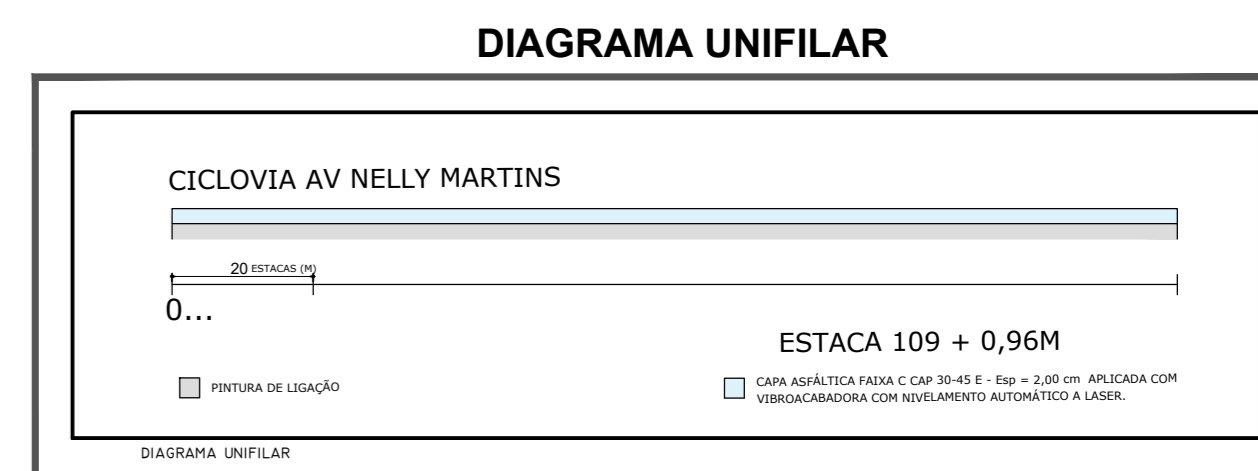 DIAGRAMA UNIFILAR
CICLOVIA AV NELLY MARTINS
20 ESTACAS (M)
0...
ESTACA 109 + 0,96M
PINTURA DE LIGAÇÃO
CAPA ASFÁLTICA FAIXA C CAP 30-45 E - Esp = 2,00 cm APLICADA COM
VIBROACABADORA COM NIVELAMENTO AUTOMÁTICO A LASER.
DIAGRAMA UNIFILAR